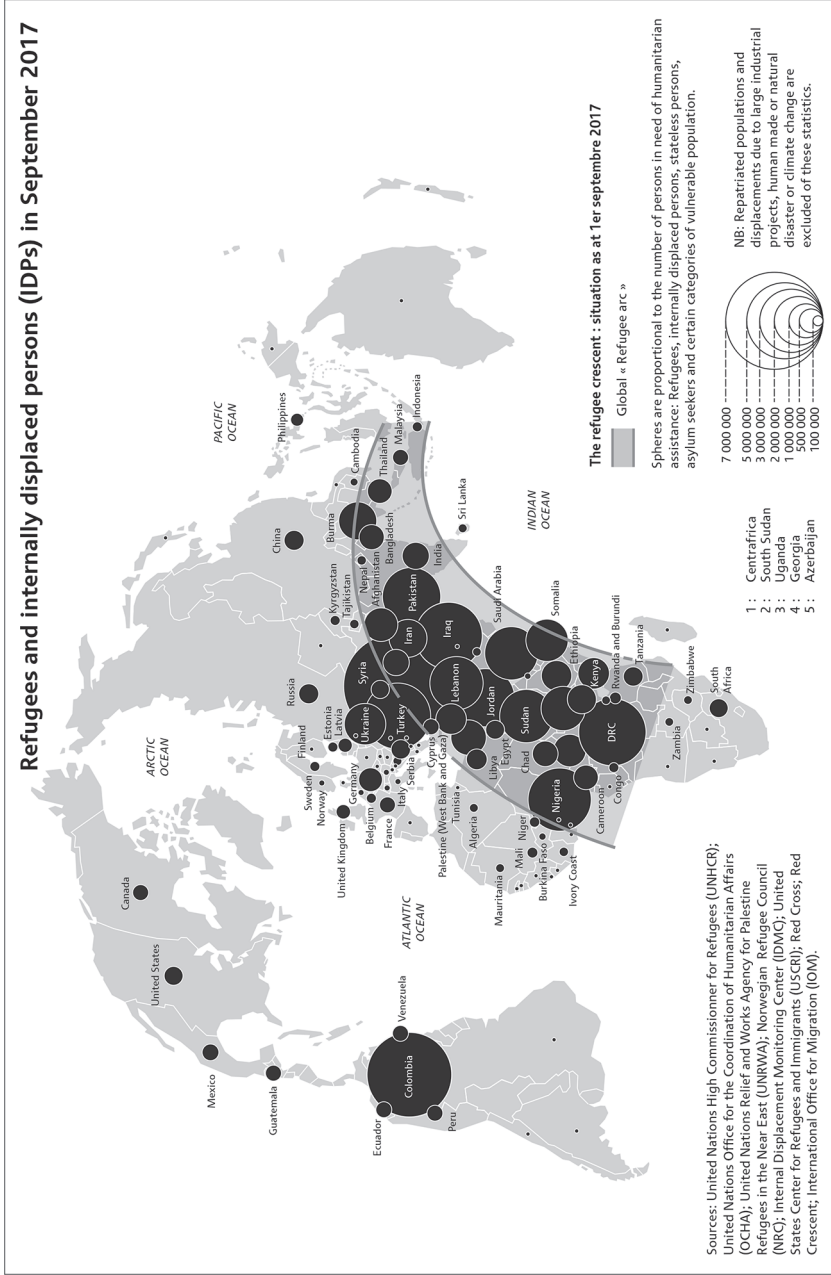 Refugees and internally displaced persons (IDPs) in September 2017
ARCTIC
OCEAN
PACIFIC
OCEAN
ATLANTIC
OCEAN
INDIAN
OCEAN
Canada
United States
Mexico
Guatemala
Ecuador
Colombia
Venezuela
Peru
Finland
Sweden
Norway
Estonia
Latvia
Russia
United Kingdom
Germany
Belgium
France
Italy
Serbia
Ukraine
Turkey
Cyprus
Syria
Lebanon
Jordan
Palestine (West Bank and Gaza)
Iraq
Iran
Saudi Arabia
Kyrgyzstan
Tajikistan
Afghanistan
Pakistan
Nepal
India
Bangladesh
Burma
China
Sri Lanka
Thailand
Cambodia
Malaysia
Indonesia
Philippines
Tunisia
Algeria
Libya
Egypt
Mauritania
Mali
Niger
Burkina Faso
Ivory Coast
Nigeria
Cameroon
Chad
Sudan
Congo
DRC
Ethiopia
Somalia
Kenya
Rwanda and Burundi
Tanzania
Zambia
Zimbabwe
South
Africa
Sources: United Nations High Commissioner for Refugees (UNHCR);
United Nations Office for the Coordination of Humanitarian Affairs
(OCHA); United Nations Relief and Works Agency for Palestine
Refugees in the Near East (UNRWA); Norwegian Refugee Council
(NRC); Internal Displacement Monitoring Center (IDMC); United
States Center for Refugees and Immigrants (USCRI); Red Cross; Red
Crescent; International Office for Migration (IOM).
1 : Centrafrica
2 : South Sudan
3 : Uganda
4 : Georgia
5 : Azerbaijan
The refugee crescent : situation as at 1er septembre 2017
Global « Refugee arc »
Spheres are proportional to the number of persons in need of humanitarian
assistance: Refugees, internally displaced persons, stateless persons,
asylum seekers and certain categories of vulnerable population.
7 000 000
5 000 000
3 000 000
2 000 000
1 000 000
500 000
100 000
NB: Repatriated populations and
displacements due to large industrial
projects, human made or natural
disaster or climate change are
excluded of these statistics.